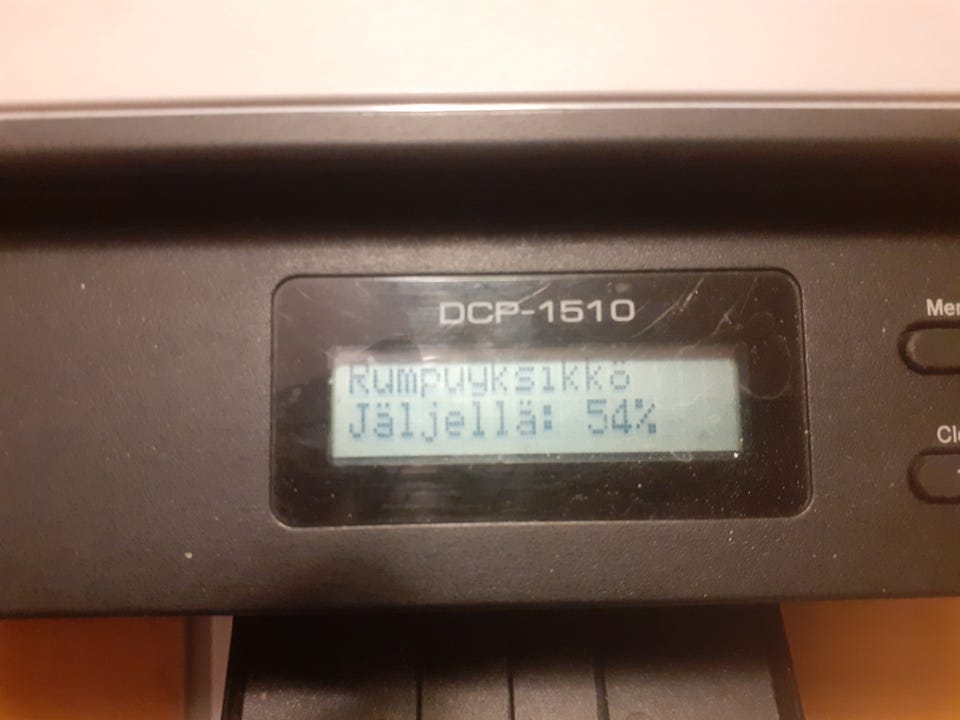 DCP-1510
Rumpuyksikkö
Jäljellä: 54%